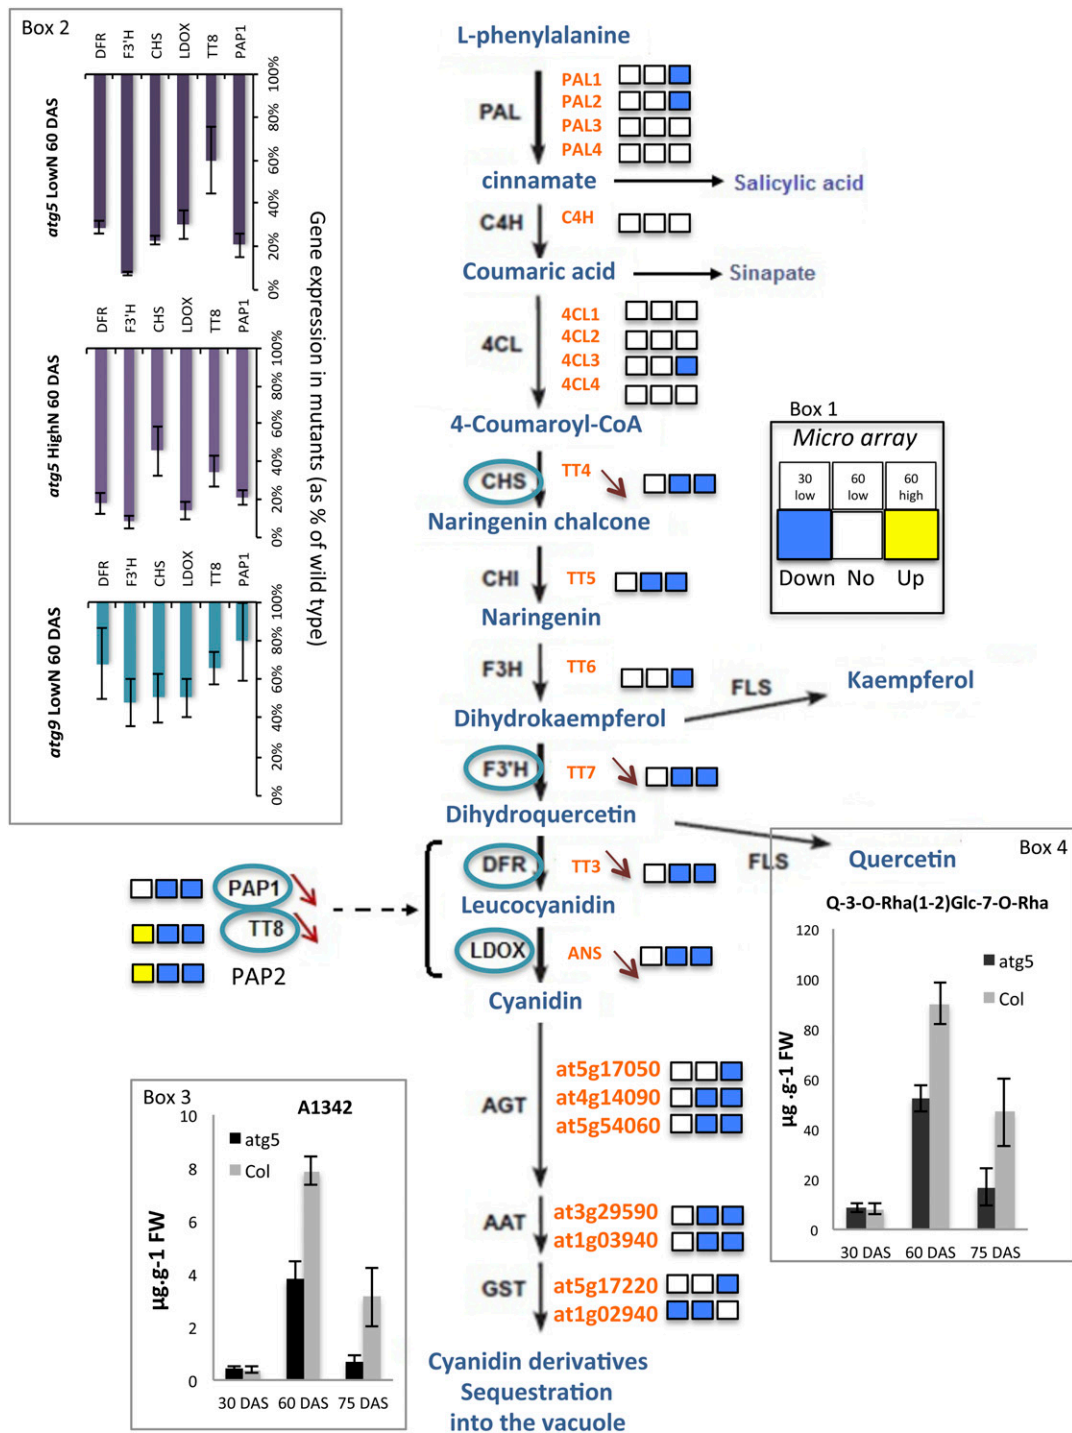 Box 2
DFR
F3'H
CHS
LDOX
TT8
PAP1
100%
80%
60%
40%
20%
0%
atg5 LowN 60 DAS
DFR
F3'H
CHS
LDOX
TT8
PAP1
100%
80%
60%
40%
20%
0%
atg5 HighN 60 DAS
DFR
F3'H
CHS
LDOX
TT8
PAP1
100%
80%
60%
40%
20%
0%
atg9 LowN 60 DAS
Gene expression in mutants (as % of wild type)
L-phenylalanine
PAL
PAL1
PAL2
PAL3
PAL4
cinnamate
Salicylic acid
C4H
C4H
Coumaric acid
Sinapate
4CL
4CL1
4CL2
4CL3
4CL4
4-Coumaroyl-CoA
CHS
TT4
Naringenin chalcone
CHI
TT5
Naringenin
F3H
TT6
FLS
Kaempferol
Dihydrokaempferol
F3'H
TT7
Dihydroquercetin
FLS
DFR
TT3
Leucocyanidin
LDOX
ANS
Cyanidin
PAP1
TT8
PAP2
AGT
at5g17050
at4g14090
at5g54060
AAT
at3g29590
at1g03940
GST
at5g17220
at1g02940
Cyanidin derivatives
Sequestration
into the vacuole
Box 1
Micro array
30 low
60 low
60 high
Down No Up
Box 4
Quercetin
Q-3-O-Rha(1-2)Glc-7-O-Rha
120
100
80
60
40
20
0
µg .g-1 FW
atg5
Col
30 DAS 60 DAS 75 DAS
Box 3
A1342
10
8
6
4
2
0
µg.g-1 FW
atg5
Col
30 DAS 60 DAS 75 DAS